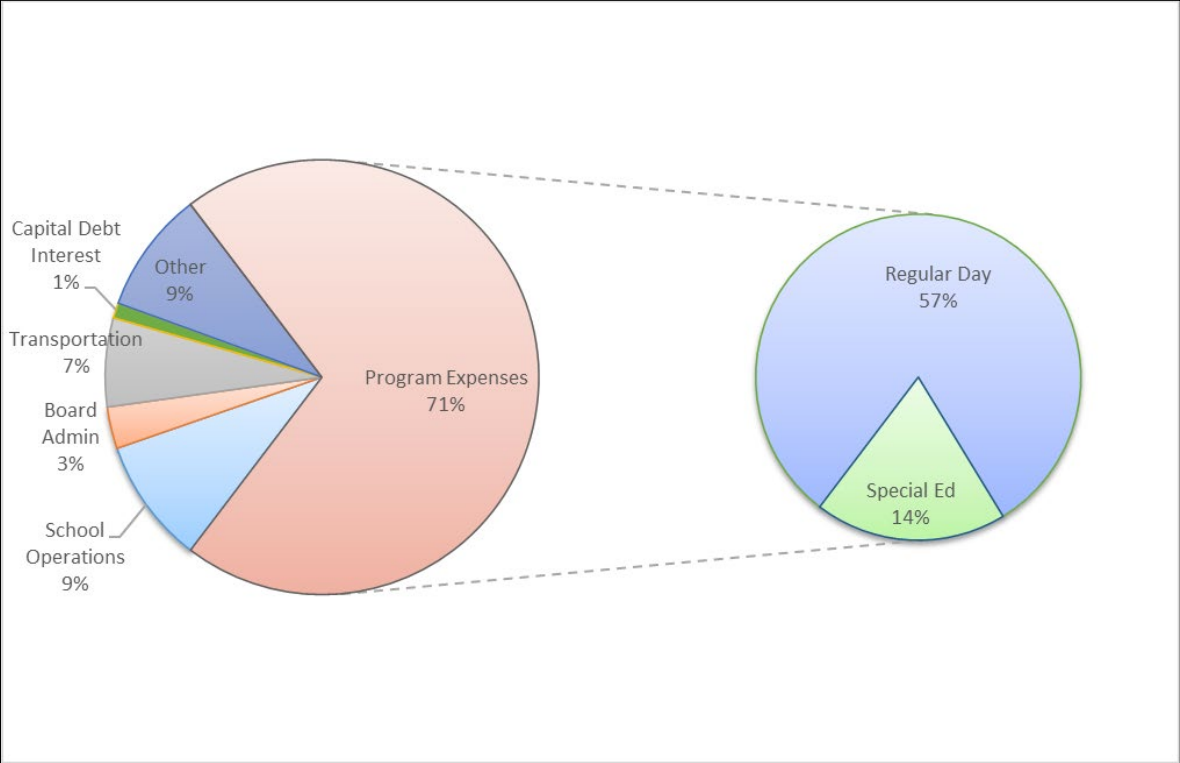 Capital Debt
Interest
1%
Other
9%
Transportation
7%
Board
Admin
3%
School
Operations
9%
Program Expenses
71%
Regular Day
57%
Special Ed
14%